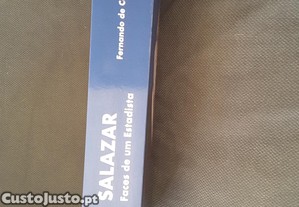 SALAZAR
Faces de um Estadista
Fernando de C
CustoJusto.pt